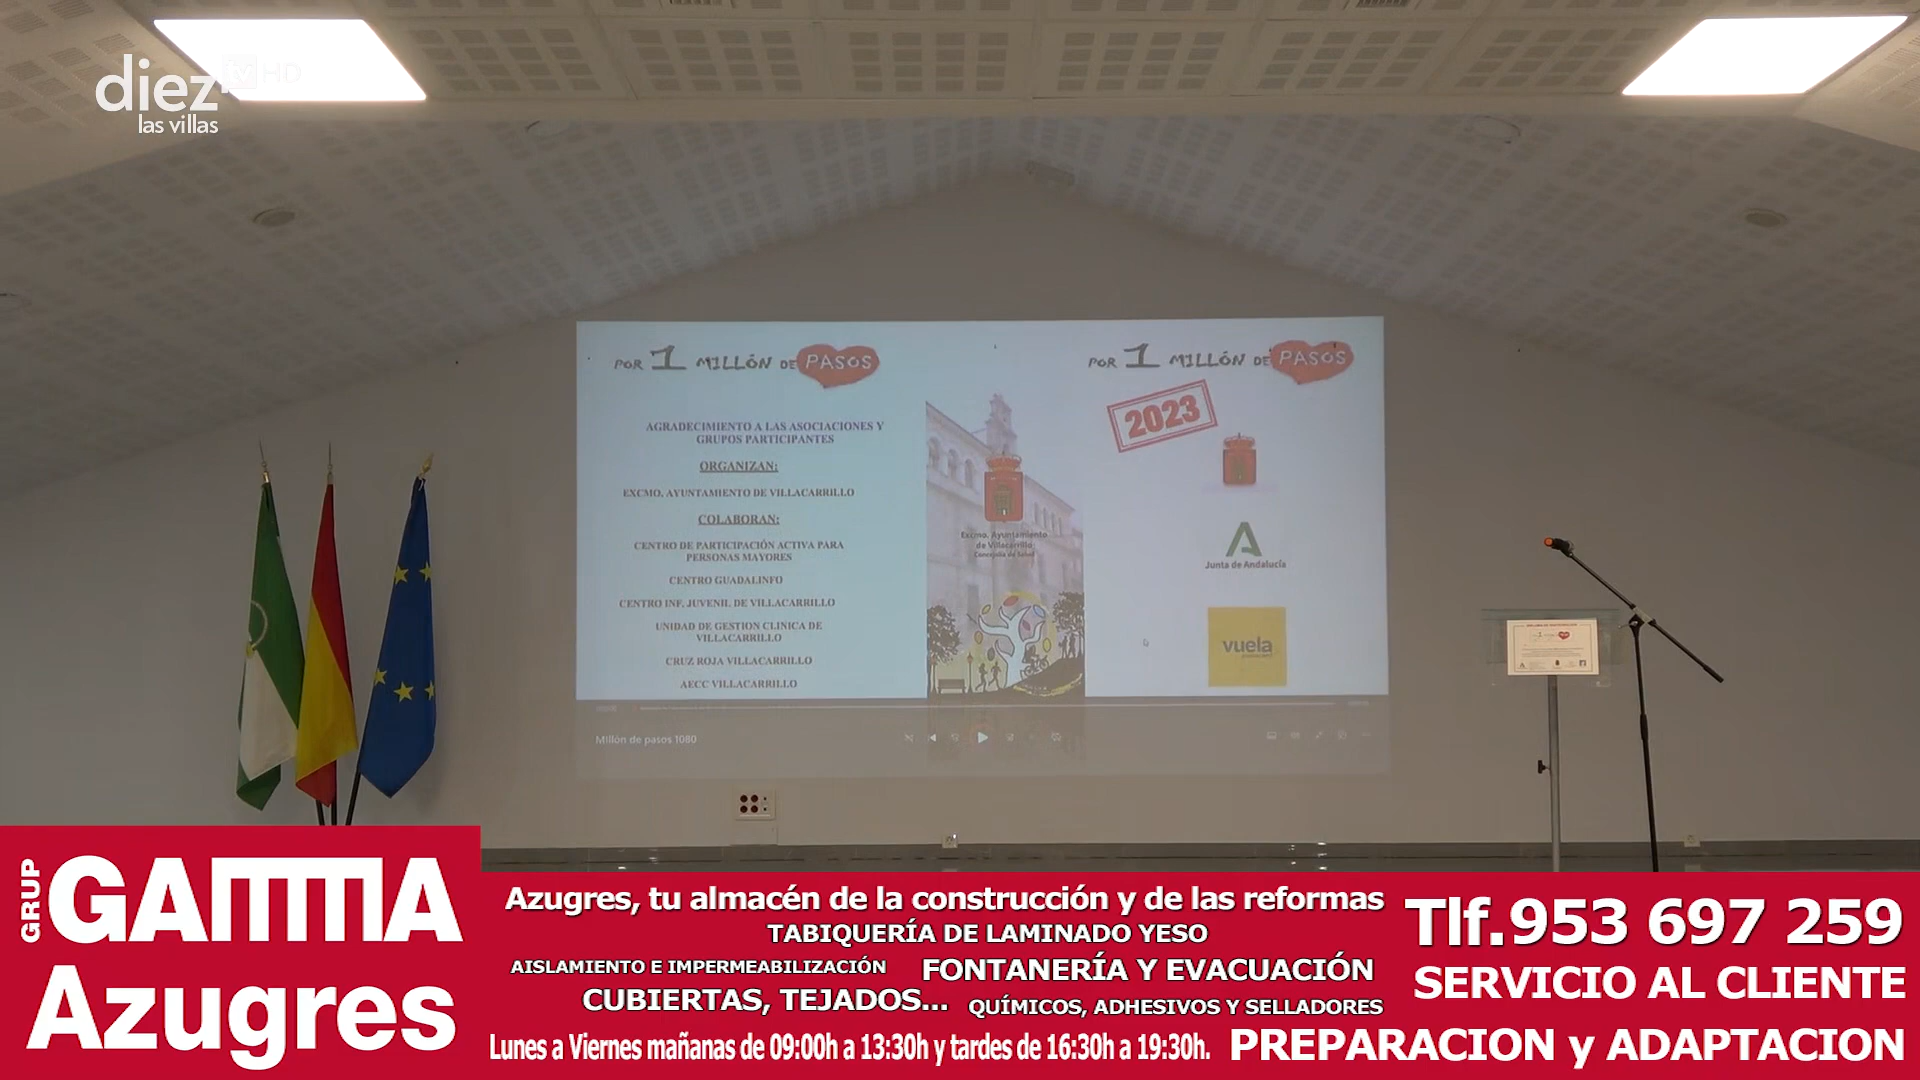 diez tv HD
las villas
POR 1 MILLÓN DE PASOS
AGRADECIMIENTO A LAS ASOCIACIONES Y
GRUPOS PARTICIPANTES
ORGANIZAN:
EXCMO. AYUNTAMIENTO DE VILLACARRILLO
COLABORAN:
CENTRO DE PARTICIPACIÓN ACTIVA PARA
PERSONAS MAYORES
CENTRO GUADALINFO
CENTRO INF. JUVENIL DE VILLACARRILLO
UNIDAD DE GESTION CLINICA DE
VILLACARRILLO
CRUZ ROJA VILLACARRILLO
AECC VILLACARRILLO
Excmo. Ayuntamiento
de Villacarrillo
Concejalía de Salud
POR 1 MILLÓN DE PASOS
2023
Junta de Andalucía
vuela
Millón de pasos 1080
GRUP
GAMMA
Azugres
Azugres, tu almacén de la construcción y de las reformas
TABIQUERÍA DE LAMINADO YESO
AISLAMIENTO E IMPERMEABILIZACIÓN FONTANERÍA Y EVACUACIÓN
CUBIERTAS, TEJADOS... QUÍMICOS, ADHESIVOS Y SELLADORES
Lunes a Viernes mañanas de 09:00h a 13:30h y tardes de 16:30h a 19:30h.
Tlf.953 697 259
SERVICIO AL CLIENTE
PREPARACION y ADAPTACION